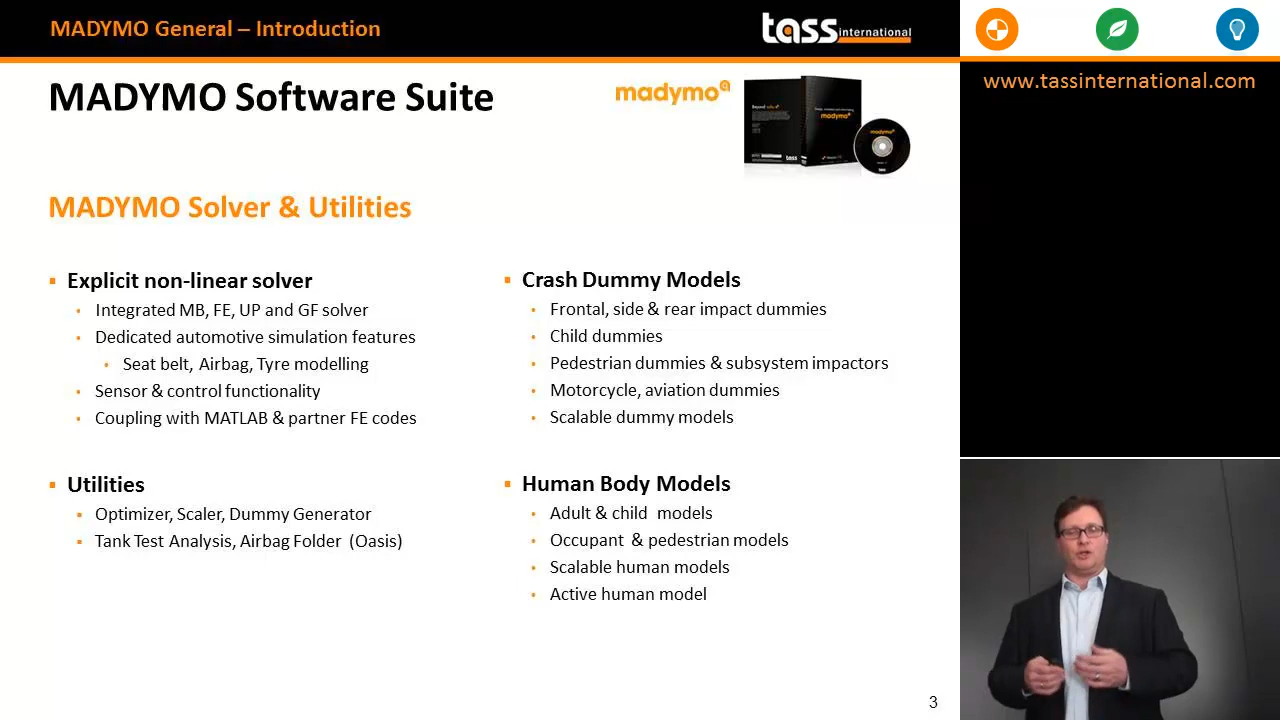 MADYMO General – Introduction
tass international
www.tassinternational.com
MADYMO Software Suite
madymo
madymo
madymo
tass
MADYMO Solver & Utilities
▪ Explicit non-linear solver
• Integrated MB, FE, UP and GF solver
• Dedicated automotive simulation features
• Seat belt, Airbag, Tyre modelling
• Sensor & control functionality
• Coupling with MATLAB & partner FE codes
▪ Utilities
▪ Optimizer, Scaler, Dummy Generator
▪ Tank Test Analysis, Airbag Folder (Oasis)
▪ Crash Dummy Models
• Frontal, side & rear impact dummies
• Child dummies
• Pedestrian dummies & subsystem impactors
• Motorcycle, aviation dummies
• Scalable dummy models
▪ Human Body Models
• Adult & child models
• Occupant & pedestrian models
• Scalable human models
• Active human model
3